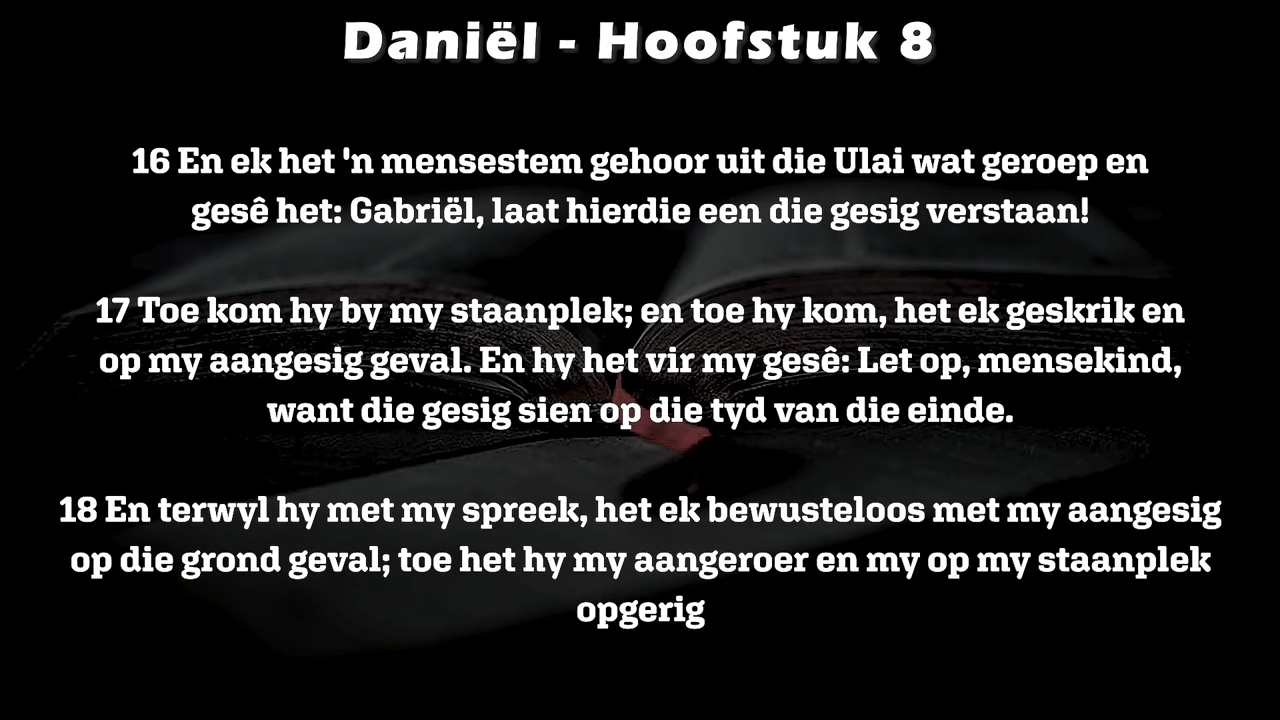 Daniël - Hoofstuk 8
16 En ek het 'n mensestem gehoor uit die Ulai wat geroep en
gesê het: Gabriël, laat hierdie een die gesig verstaan!
17 Toe kom hy by my staanplek; en toe hy kom, het ek geskrik en
op my aangesig geval. En hy het vir my gesê: Let op, mensekind,
want die gesig sien op die tyd van die einde.
18 En terwyl hy met my spreek, het ek bewusteloos met my aangesig
op die grond geval; toe het hy my aangeroer en my op my staanplek
opgerig